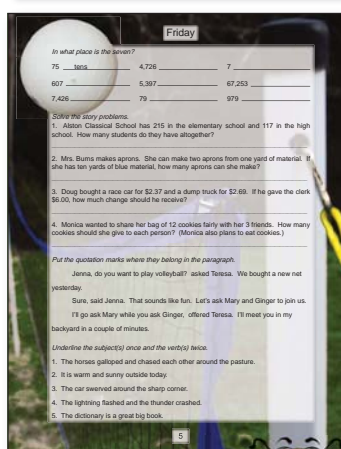 Friday
In what place is the seven?
75 tens 4,726 7
607 5,397 67,253
7,426 79 979
Solve the story problems.
1. Alston Classical School has 215 in the elementary school and 117 in the high
school. How many students do they have altogether?
2. Mrs. Burns makes aprons. She can make two aprons from one yard of material. If
she has ten yards of blue material, how many aprons can she make?
3. Doug bought a race car for $2.37 and a dump truck for $2.69. If he gave the clerk
$6.00, how much change should he receive?
4. Monica wanted to share her bag of 12 cookies fairly with her 3 friends. How many
cookies should she give to each person? (Monica also plans to eat cookies.)
Put the quotation marks where they belong in the paragraph.
Jenna, do you want to play volleyball? asked Teresa. We bought a new net
yesterday.
Sure, said Jenna. That sounds like fun. Let's ask Mary and Ginger to join us.
I'll go ask Mary while you ask Ginger, offered Teresa. I'll meet you in my
backyard in a couple of minutes.
Underline the subject(s) once and the verb(s) twice.
1. The horses galloped and chased each other around the pasture.
2. It is warm and sunny outside today.
3. The car swerved around the sharp corner.
4. The lightning flashed and the thunder crashed.
5. The dictionary is a great big book.
5